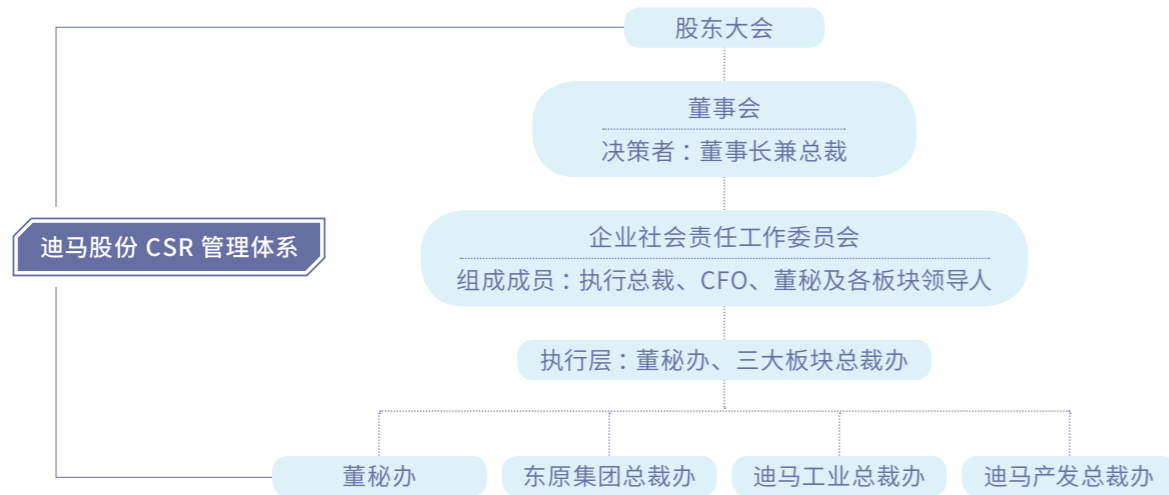 股东大会
董事会
决策者：董事长兼总裁
迪马股份 CSR 管理体系
企业社会责任工作委员会
组成成员：执行总裁、CFO、董秘及各板块领导人
执行层：董秘办、三大板块总裁办
董秘办
东原集团总裁办
迪马工业总裁办
迪马产发总裁办